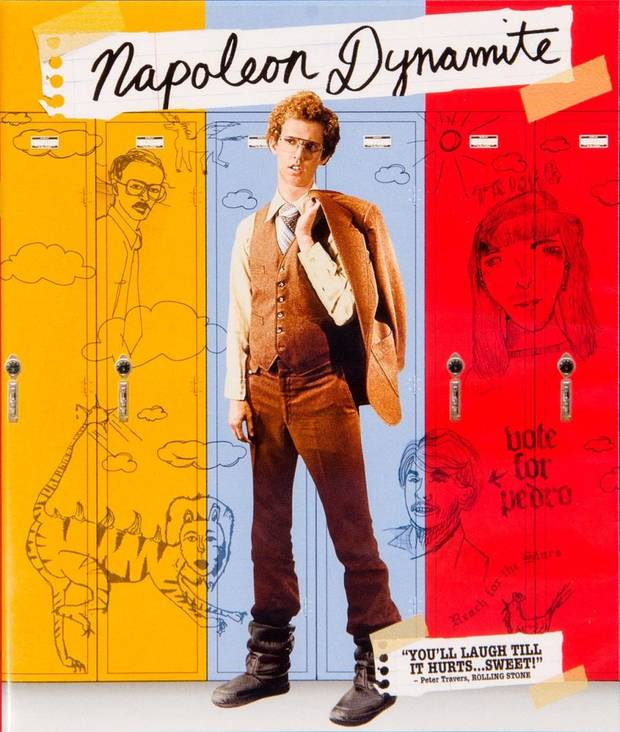 Napoleon Dynamite
vote
for
pedro
Reach for the Stars
“YOU'LL LAUGH TILL
IT HURTS...SWEET!”
– Peter Travers, ROLLING STONE